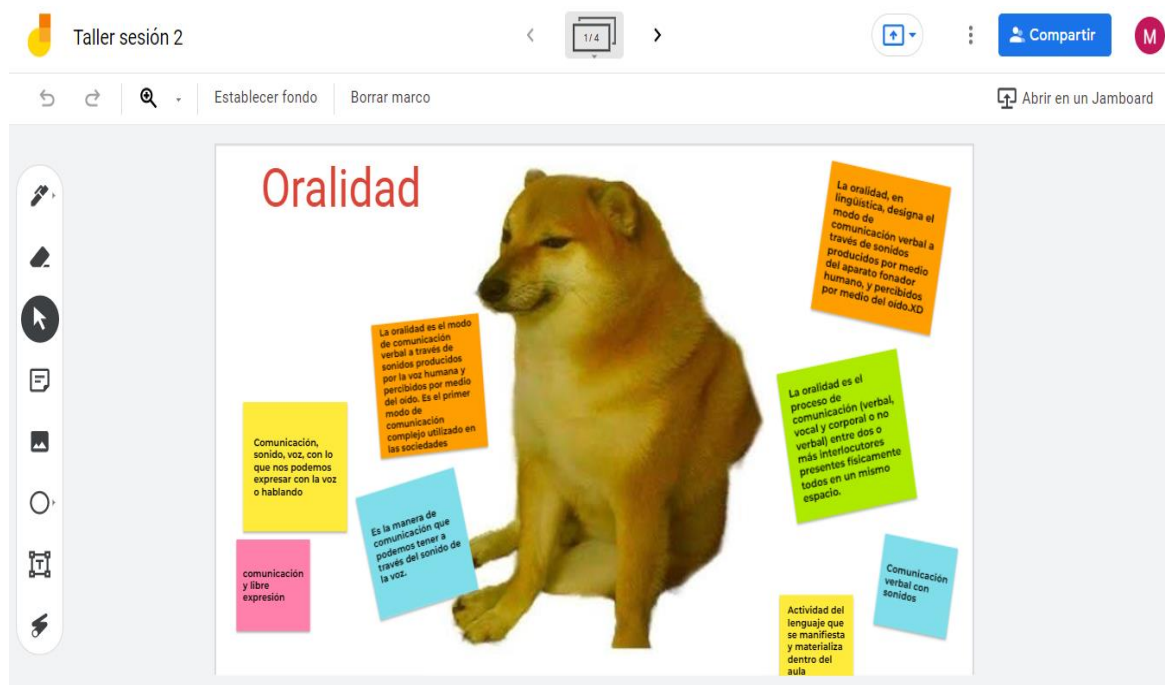 Taller sesión 2
1/4
Compartir
M
Establecer fondo
Borrar marco
Abrir en un Jamboard
Oralidad
La oralidad, en
lingüística, designa el
modo de
comunicación verbal a
través de sonidos
producidos por medio
del aparato fonador
humano, y percibidos
por medio del oido.XD
La oralidad es el modo
de comunicación
verbal a través de
sonidos producidos
por la voz humana y
percibidos por medio
del oído. Es el primer
modo de
comunicación
complejo utilizado en
las sociedades
La oralidad es el
proceso de
comunicación (verbal,
vocal y corporal o no
verbal) entre dos o
más interlocutores
presentes físicamente
todos en un mismo
espacio.
Comunicación,
sonido, voz, con lo
que nos podemos
expresar con la voz
o hablando
Es la manera de
comunicación que
podemos tener a
través del sonido de
la voz.
comunicación
y libre
expresión
Comunicación
verbal con
sonidos
Actividad del
lenguaje que
se manifiesta
y materializa
dentro del
aula
T